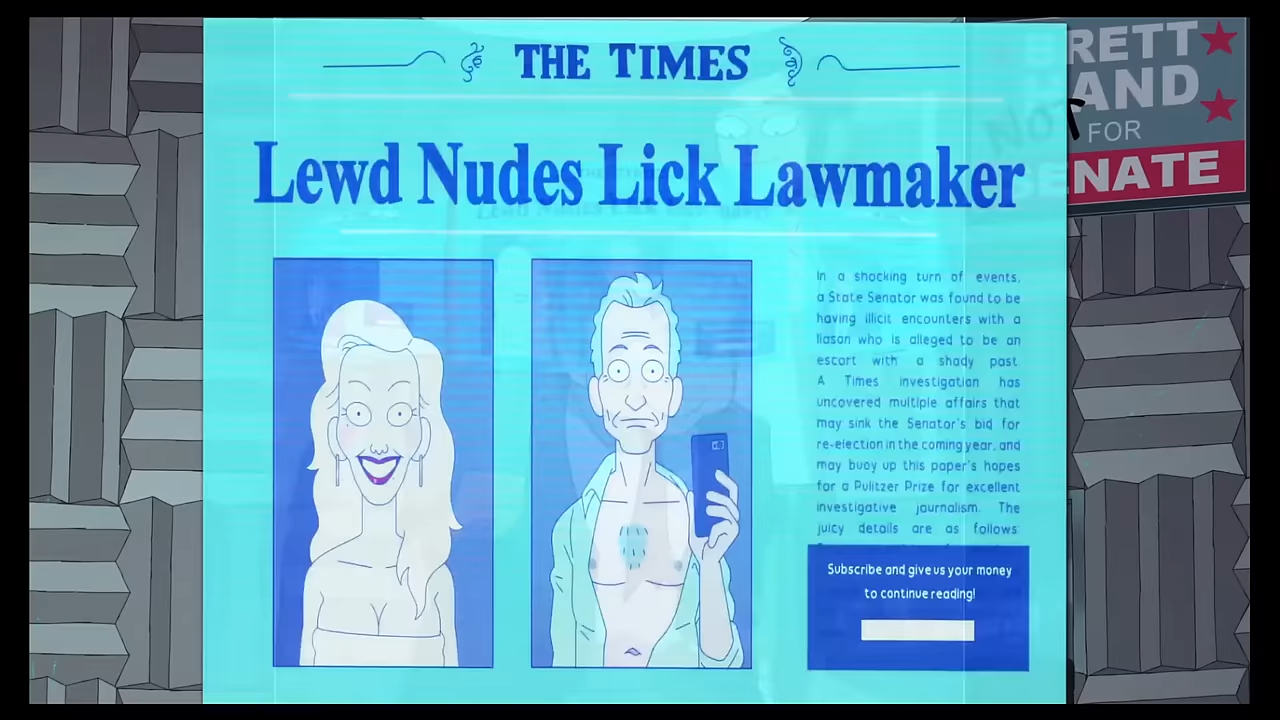 THE TIMES
Lewd Nudes Lick Lawmaker
In a shocking turn of events,
a State Senator was found to be
having illicit encounters with a
liason who is alleged to be an
escort with a shady past.
A Times investigation has
uncovered multiple affairs that
may sink the Senator's bid for
re-election in the coming year, and
may buoy up this paper's hopes
for a Pulitzer Prize for excellent
investigative journalism. The
juicy details are as follows:
Subscribe and give us your money
to continue reading!
BRETT
AND
NOT FOR
SENATE